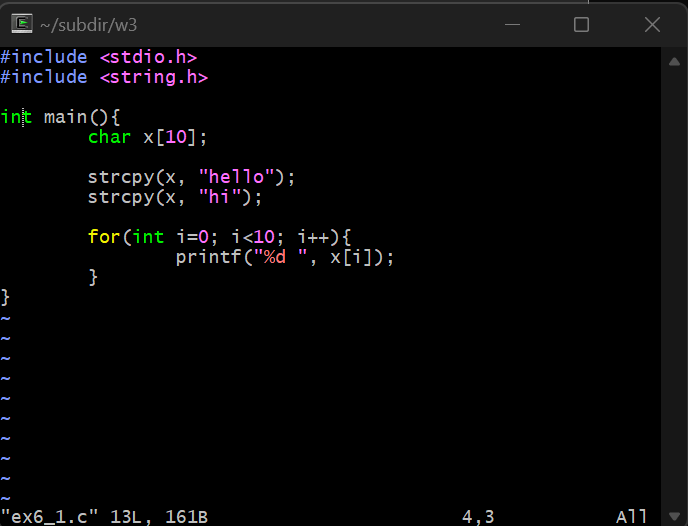 ~/subdir/w3
#include <stdio.h>
#include <string.h>

int main(){
        char x[10];

        strcpy(x, "hello");
        strcpy(x, "hi");

        for(int i=0; i<10; i++){
                printf("%d ", x[i]);
        }
}
~
~
~
~
~
~
~
~
~
~
"ex6_1.c" 13L, 161B 4,3 All